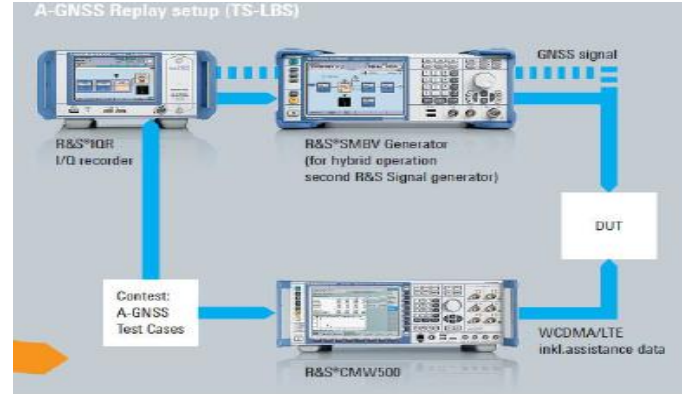 A-GNSS Replay setup (TS-LBS)
GNSS signal
R&S®IQR
I/Q recorder
R&S®SMBV Generator
(for hybrid operation
second R&S Signal generator)
DUT
Contest:
A-GNSS
Test Cases
WCDMA/LTE
inkl.assistance data
R&S®CMW500